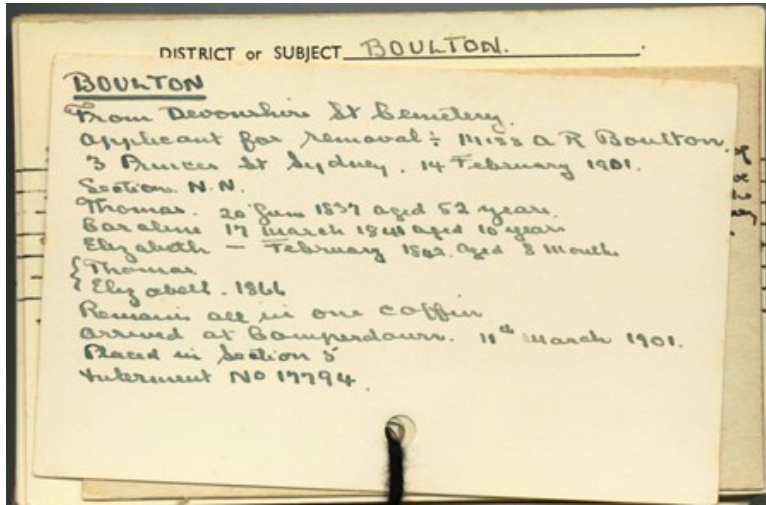 DISTRICT or SUBJECT BOULTON.
BOULTON
From Devonshire St Cemetery.
Applicant for removal:- Miss A R Boulton.
3 Princes St Sydney. 14 February 1901.
Section. N.N.
Thomas. 20 June 1837 aged 52 years.
Caroline 17 March 1841 aged 10 years
Elizabeth - February aged 8 Months
{Thomas
{Elizabeth. 1866
Remains all in one coffin
arrived at Camperdown. 11th March 1901.
Placed in Section 5
Interment No 17794.